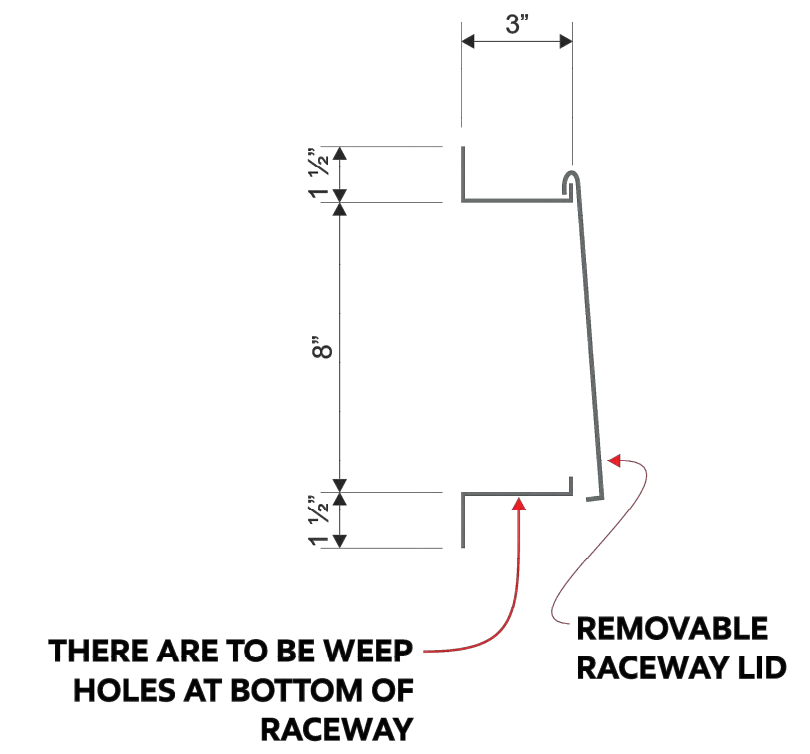 3”
1 ½”
8”
1 ½”
THERE ARE TO BE WEEP
HOLES AT BOTTOM OF
RACEWAY
REMOVABLE
RACEWAY LID